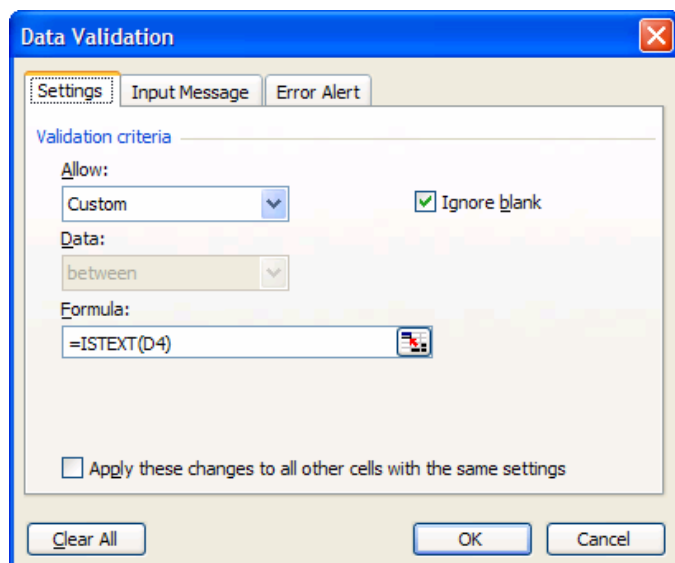 Data Validation
Settings Input Message Error Alert
Validation criteria
Allow:
Custom Ignore blank
Data:
between
Formula:
=ISTEXT(D4)
Apply these changes to all other cells with the same settings
Clear All OK Cancel